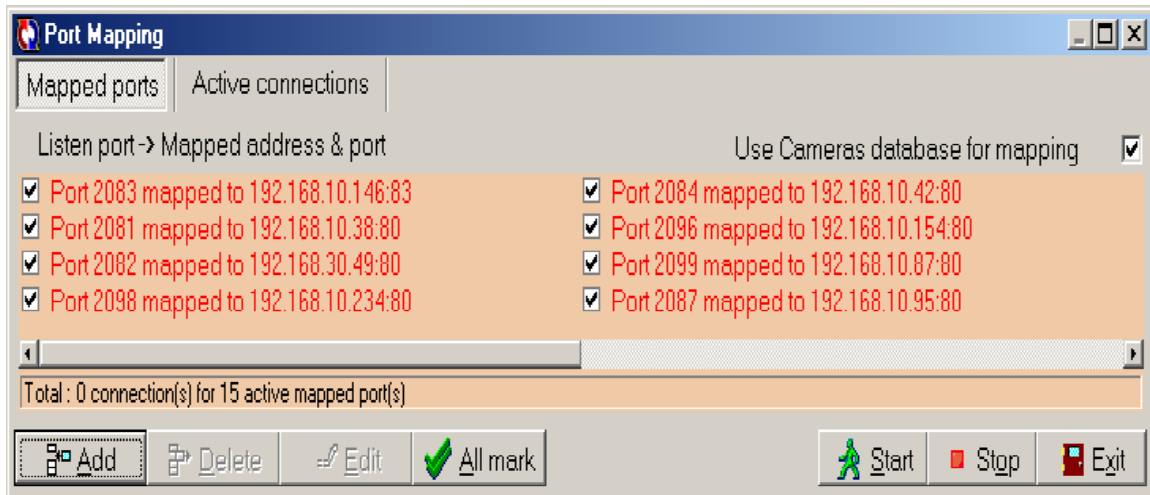 Port Mapping
Mapped ports Active connections
Listen port -> Mapped address & port Use Cameras database for mapping
Port 2083 mapped to 192.168.10.146:83 Port 2084 mapped to 192.168.10.42:80
Port 2081 mapped to 192.168.10.38:80 Port 2096 mapped to 192.168.10.154:80
Port 2082 mapped to 192.168.30.49:80 Port 2099 mapped to 192.168.10.87:80
Port 2098 mapped to 192.168.10.234:80 Port 2087 mapped to 192.168.10.95:80
Total : 0 connection(s) for 15 active mapped port(s)
Add Delete Edit All mark Start Stop Exit